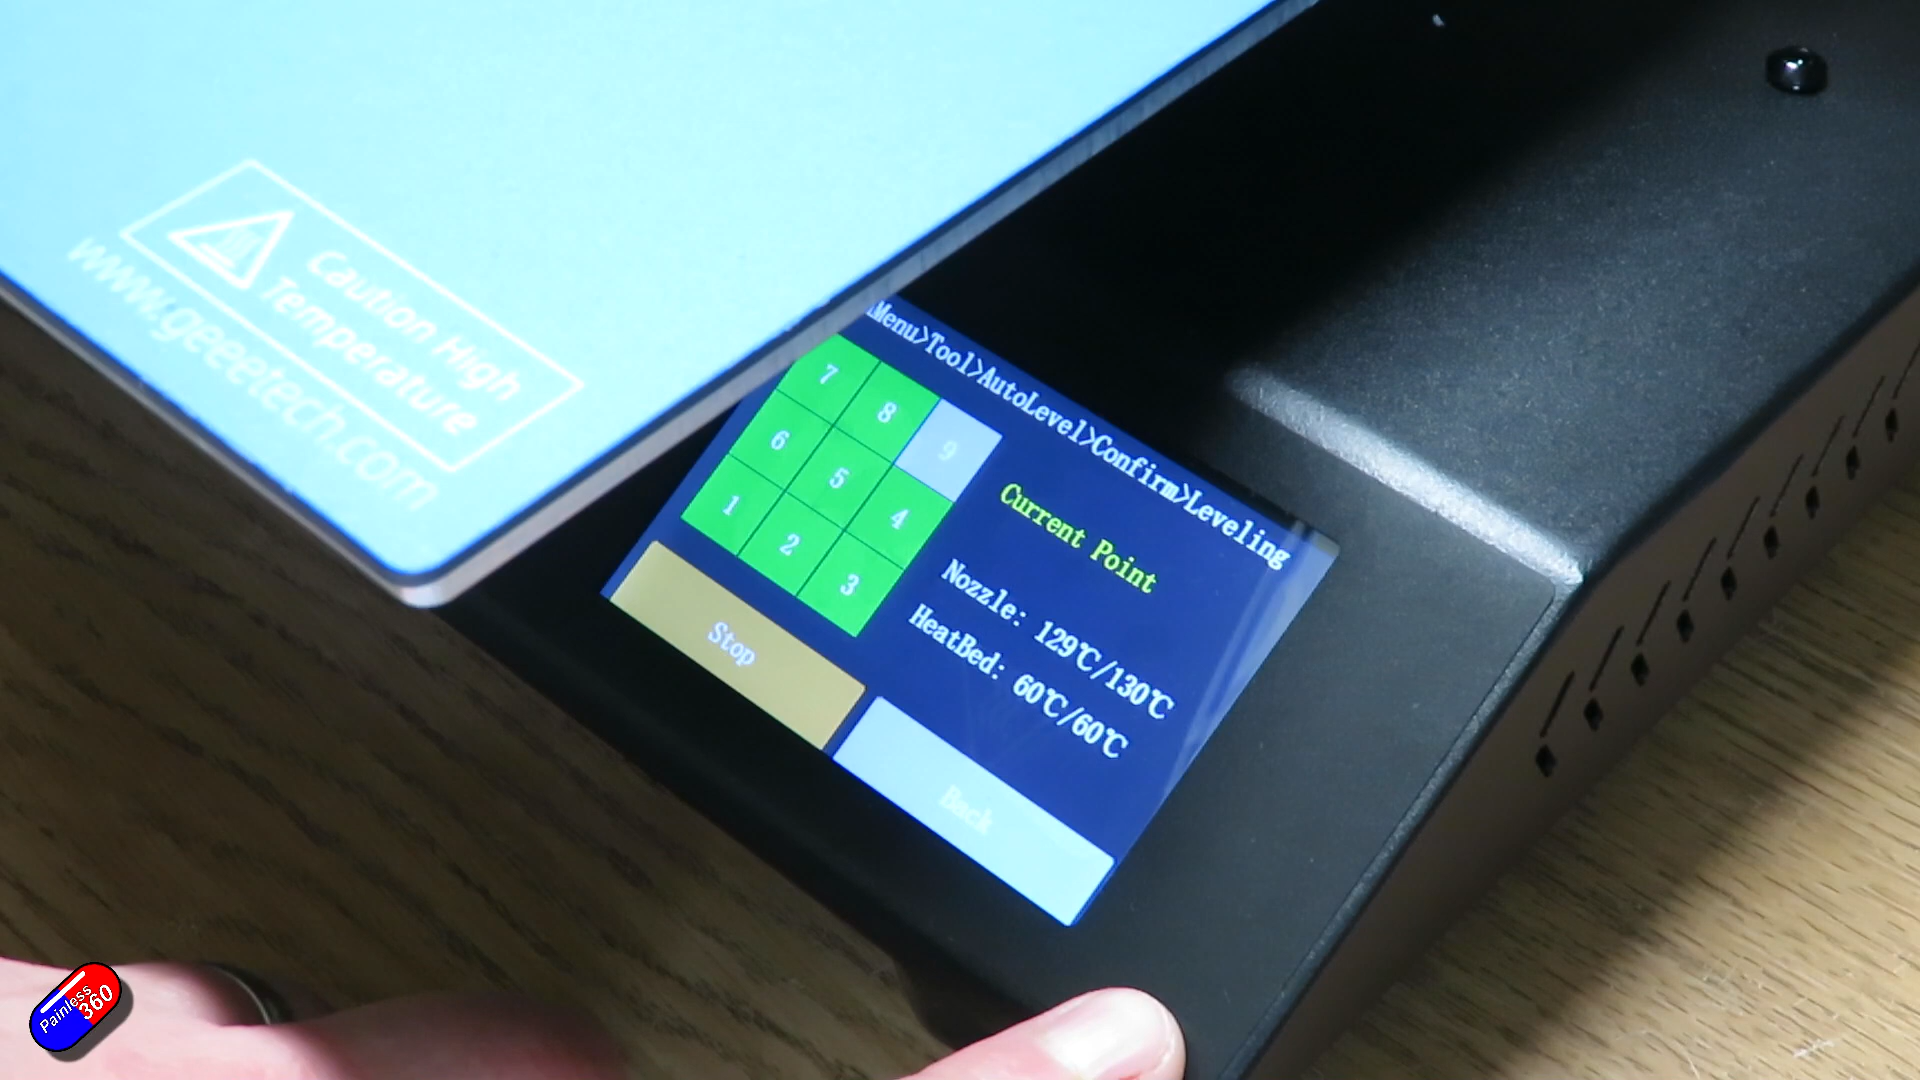 Caution High
Temperature
www.geeetech.com
Menu>Tool>AutoLevel>Confirm>Leveling
7 8 9
6 5 4
1 2 3
Current Point
Nozzle: 129℃/130℃
HeatBed: 60℃/60℃
Stop
Back
Painless
360